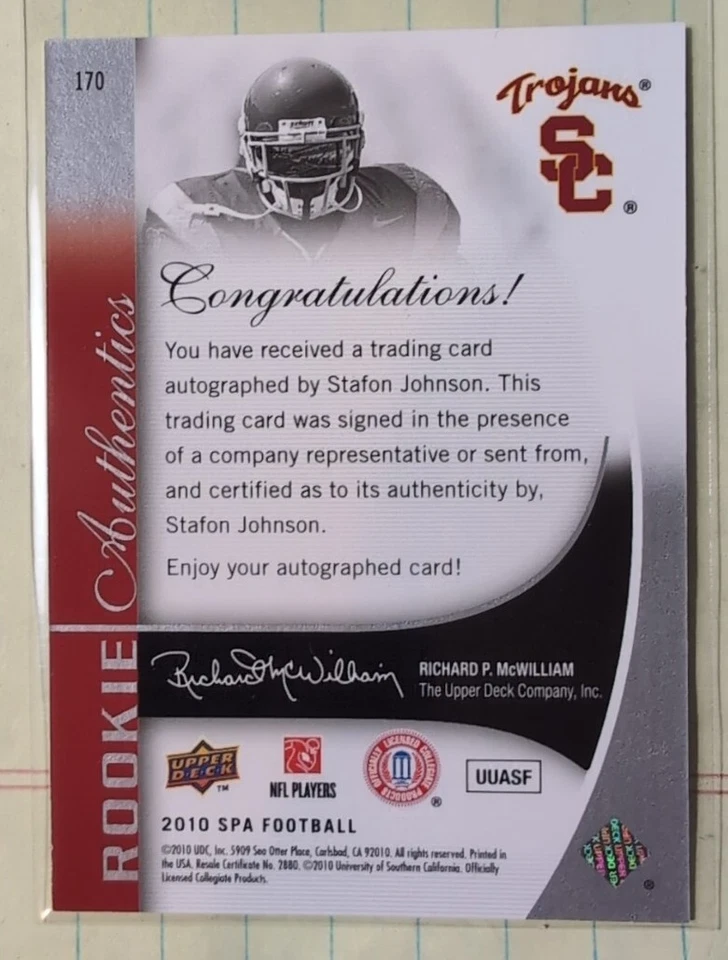 170
Trojans®
SC®
Congratulations!
You have received a trading card
autographed by Stafon Johnson. This
trading card was signed in the presence
of a company representative or sent from,
and certified as to its authenticity by,
Stafon Johnson.
Enjoy your autographed card!
ROOKIE Authentics
Richard McWilliam
RICHARD P. McWILLIAM
The Upper Deck Company, Inc.
UPPER
DECK
TM
NFL PLAYERS
OFFICIALLY LICENSED COLLEGIATE PRODUCTS
®
UUASF
2010 SPA FOOTBALL
©2010 UDC, Inc. 5909 Sea Otter Place, Carlsbad, CA 92010. All rights reserved. Printed in
the USA. Resale Certificate No. 2880. ©2010 University of Southern California. Officially
Licensed Collegiate Products.
®